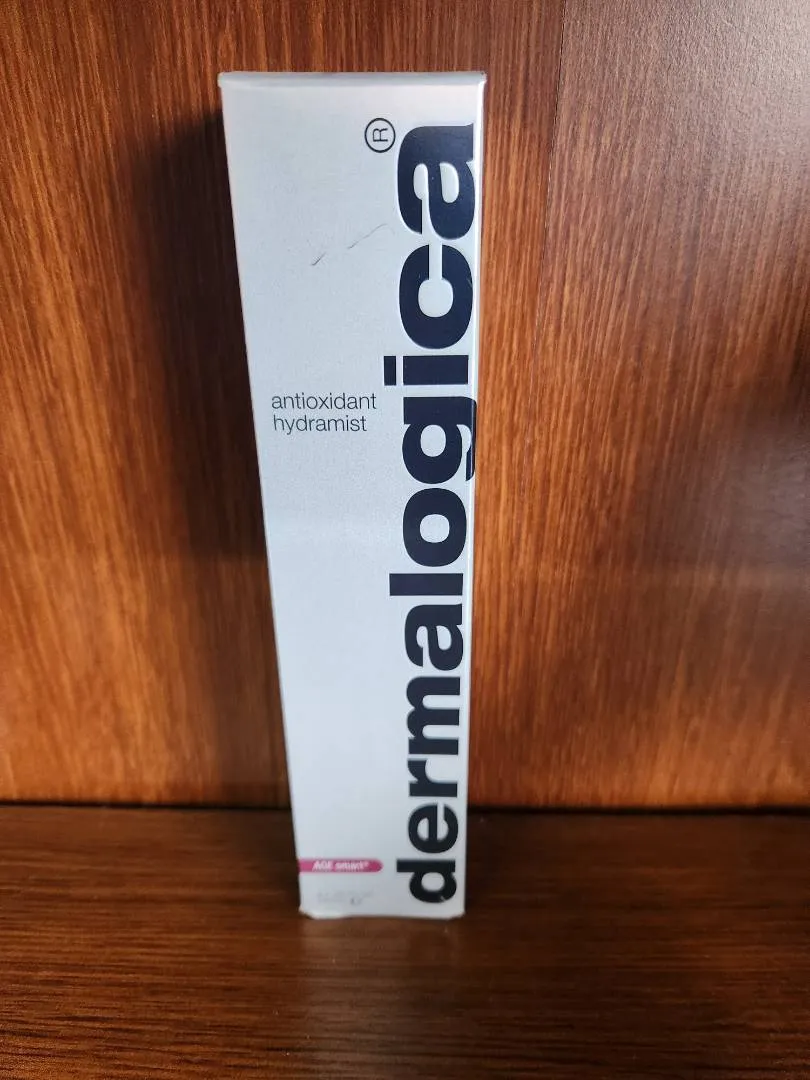 dermalogica®
antioxidant
hydramist
AGE smart®